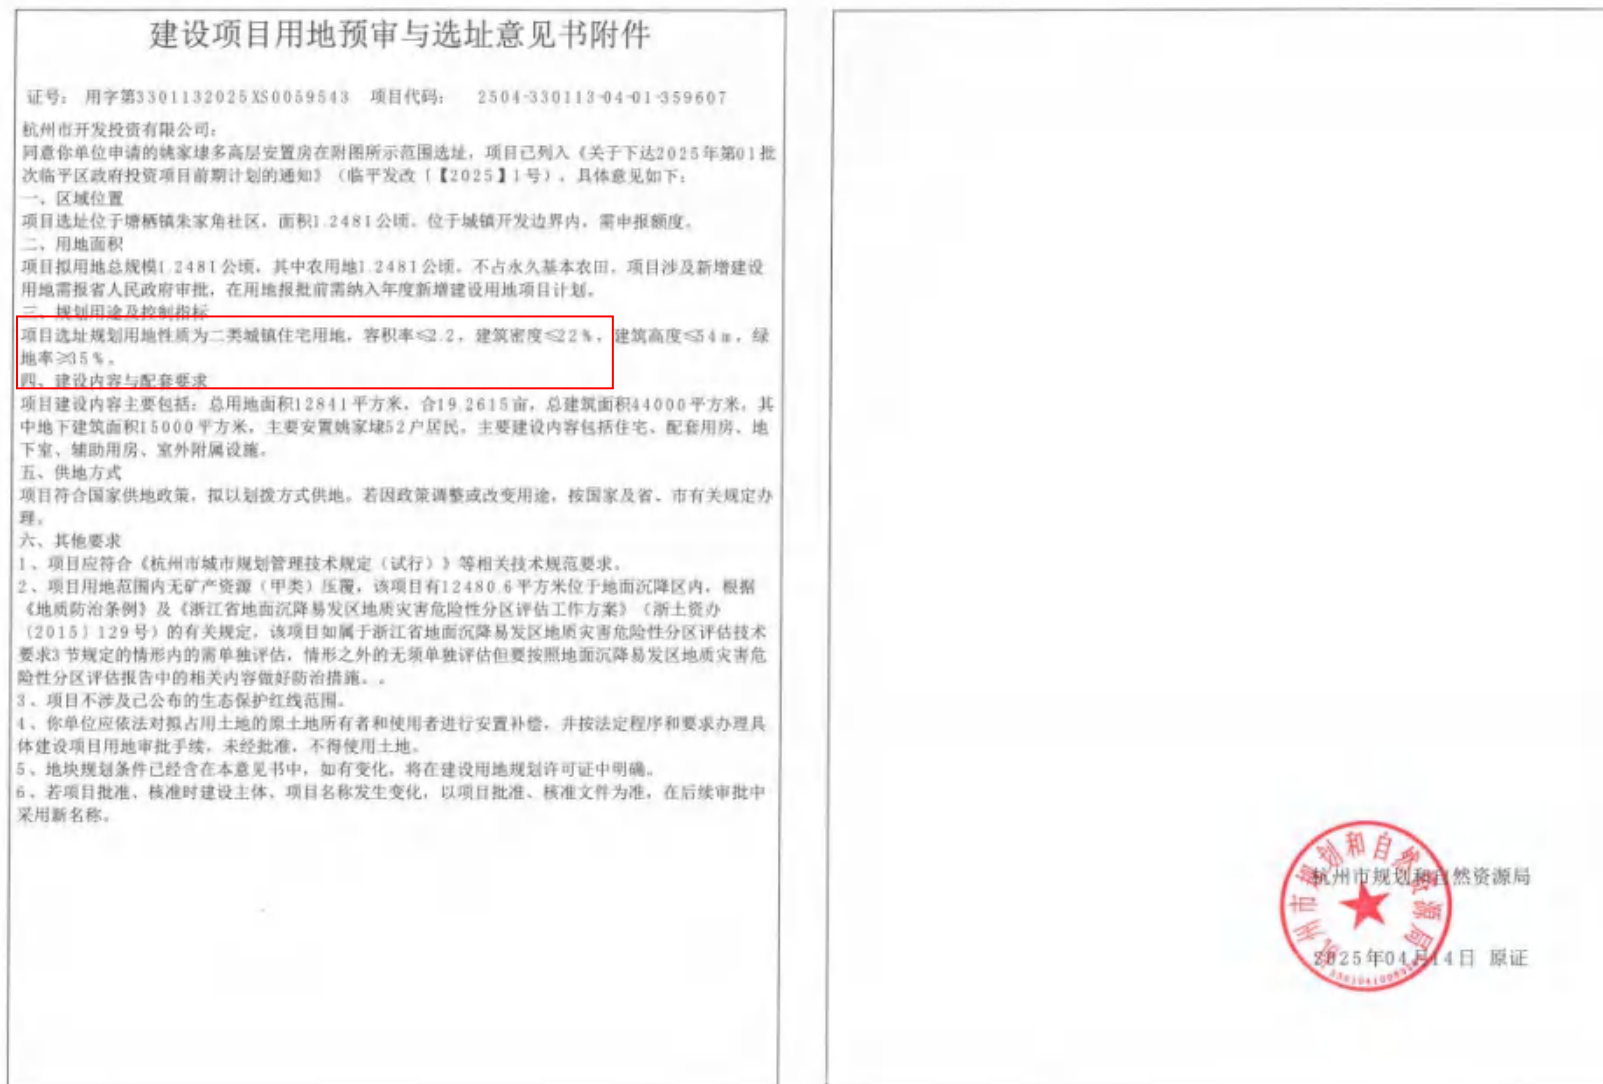 建设项目用地预审与选址意见书附件
证号: 用字第3301132025XS0059543 项目代码: 2504-330113-04-01-359607
杭州市开发投资有限公司:
同意你单位申请的姚家埭多高层安置房在附图所示范围选址, 项目已列入《关于下达2025年第01批
次临平区政府投资项目前期计划的通知》(临平发改〔【2025】1号), 具体意见如下:
一、区域位置
项目选址位于塘栖镇朱家角社区, 面积1.2481公顷, 位于城镇开发边界内, 需申报额度。
二、用地面积
项目拟用地总规模1.2481公顷, 其中农用地1.2481公顷, 不占永久基本农田, 项目涉及新增建设
用地需报省人民政府审批, 在用地报批前需纳入年度新增建设用地项目计划。
三、规划用途及控制指标
项目选址规划用地性质为二类城镇住宅用地, 容积率≤2.2, 建筑密度≤22%, 建筑高度≤54m, 绿
地率≥35%。
四、建设内容与配套要求
项目建设内容主要包括: 总用地面积12841平方米, 合19.2615亩, 总建筑面积44000平方米, 其
中地下建筑面积15000平方米, 主要安置姚家埭52户居民, 主要建设内容包括住宅、配套用房、地
下室、辅助用房、室外附属设施。
五、供地方式
项目符合国家供地政策, 拟以划拨方式供地。若因政策调整或改变用途, 按国家及省、市有关规定办
理。
六、其他要求
1、项目应符合《杭州市城市规划管理技术规定(试行)》等相关技术规范要求。
2、项目用地范围内无矿产资源(甲类)压覆, 该项目有12480.6平方米位于地面沉降区内, 根据
《地质防治条例》及《浙江省地面沉降易发区地质灾害危险性分区评估工作方案》(浙土资办
〔2015〕129号)的有关规定, 该项目如属于浙江省地面沉降易发区地质灾害危险性分区评估技术
要求3节规定的情形内的需单独评估, 情形之外的无须单独评估但要按照地面沉降易发区地质灾害危
险性分区评估报告中的相关内容做好防治措施。。
3、项目不涉及已公布的生态保护红线范围。
4、你单位应依法对拟占用土地的原土地所有者和使用者进行安置补偿, 并按法定程序和要求办理具
体建设项目用地审批手续, 未经批准, 不得使用土地。
5、地块规划条件已经含在本意见书中, 如有变化, 将在建设用地规划许可证中明确。
6、若项目批准、核准时建设主体、项目名称发生变化, 以项目批准、核准文件为准, 在后续审批中
采用新名称。
杭州市规划和自然资源局
杭州市规划和自然资源局
2025年04月14日 原证